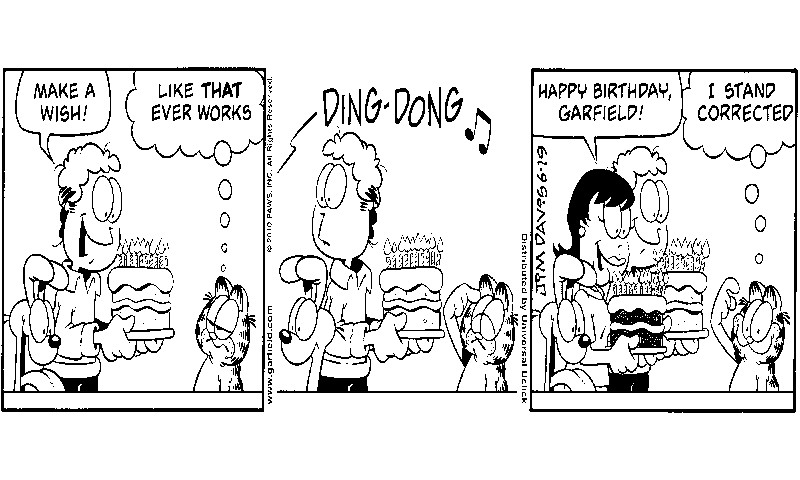 MAKE A
WISH!
LIKE THAT
EVER WORKS
© 2010 PAWS, INC. All Rights Reserved.
www.garfield.com
DING-DONG
Distributed by Universal Uclick
HAPPY BIRTHDAY,
GARFIELD!
I STAND
CORRECTED
JIM DAVIS 6-19